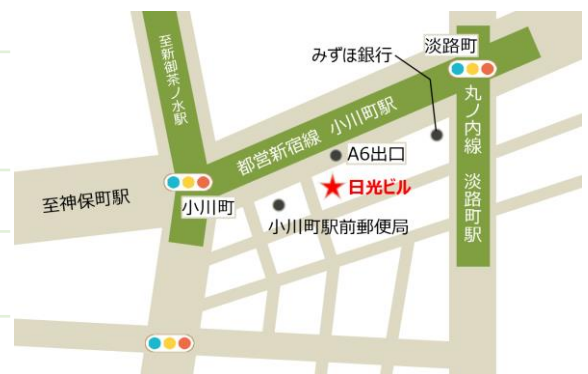 至新御茶ノ水駅
みずほ銀行
淡路町
都営新宿線 小川町駅
丸ノ内線 淡路町駅
A6出口
日光ビル
至神保町駅
小川町
小川町駅前郵便局